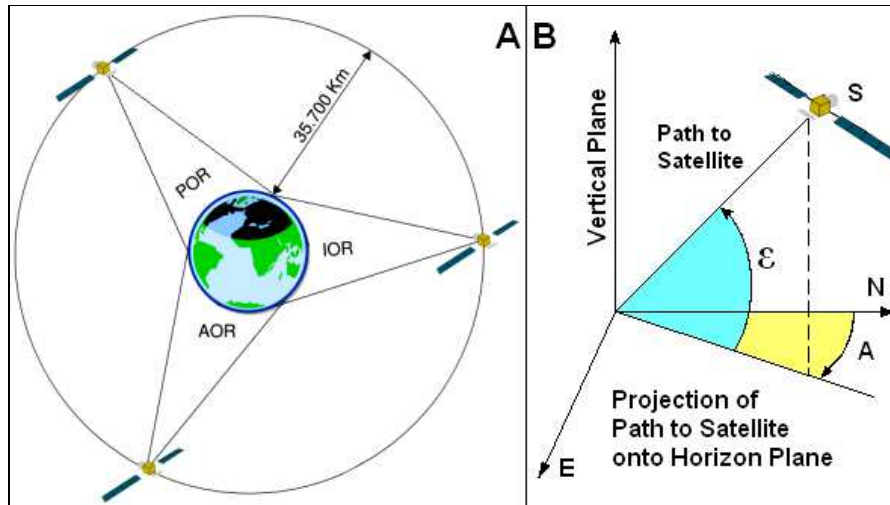 A
35.700 Km
POR
IOR
AOR
B
S
Path to
Satellite
Vertical Plane
ε
N
A
Projection of
Path to Satellite
onto Horizon Plane
E